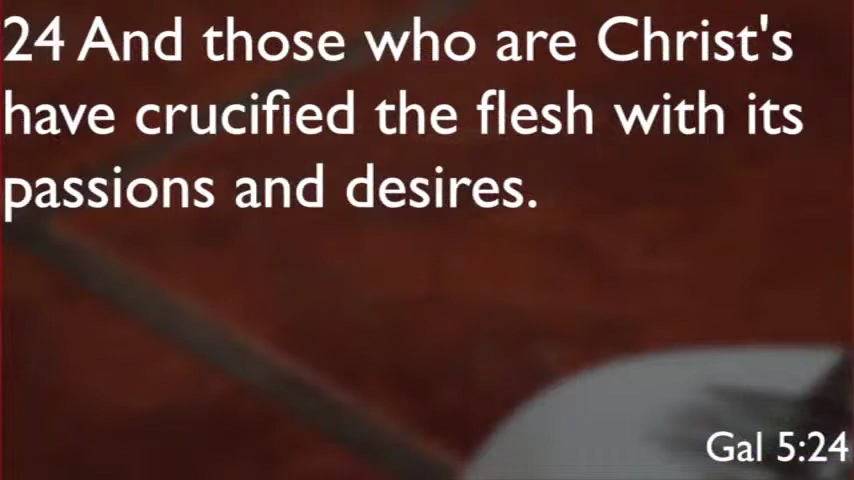 24 And those who are Christ's
have crucified the flesh with its
passions and desires.
Gal 5:24